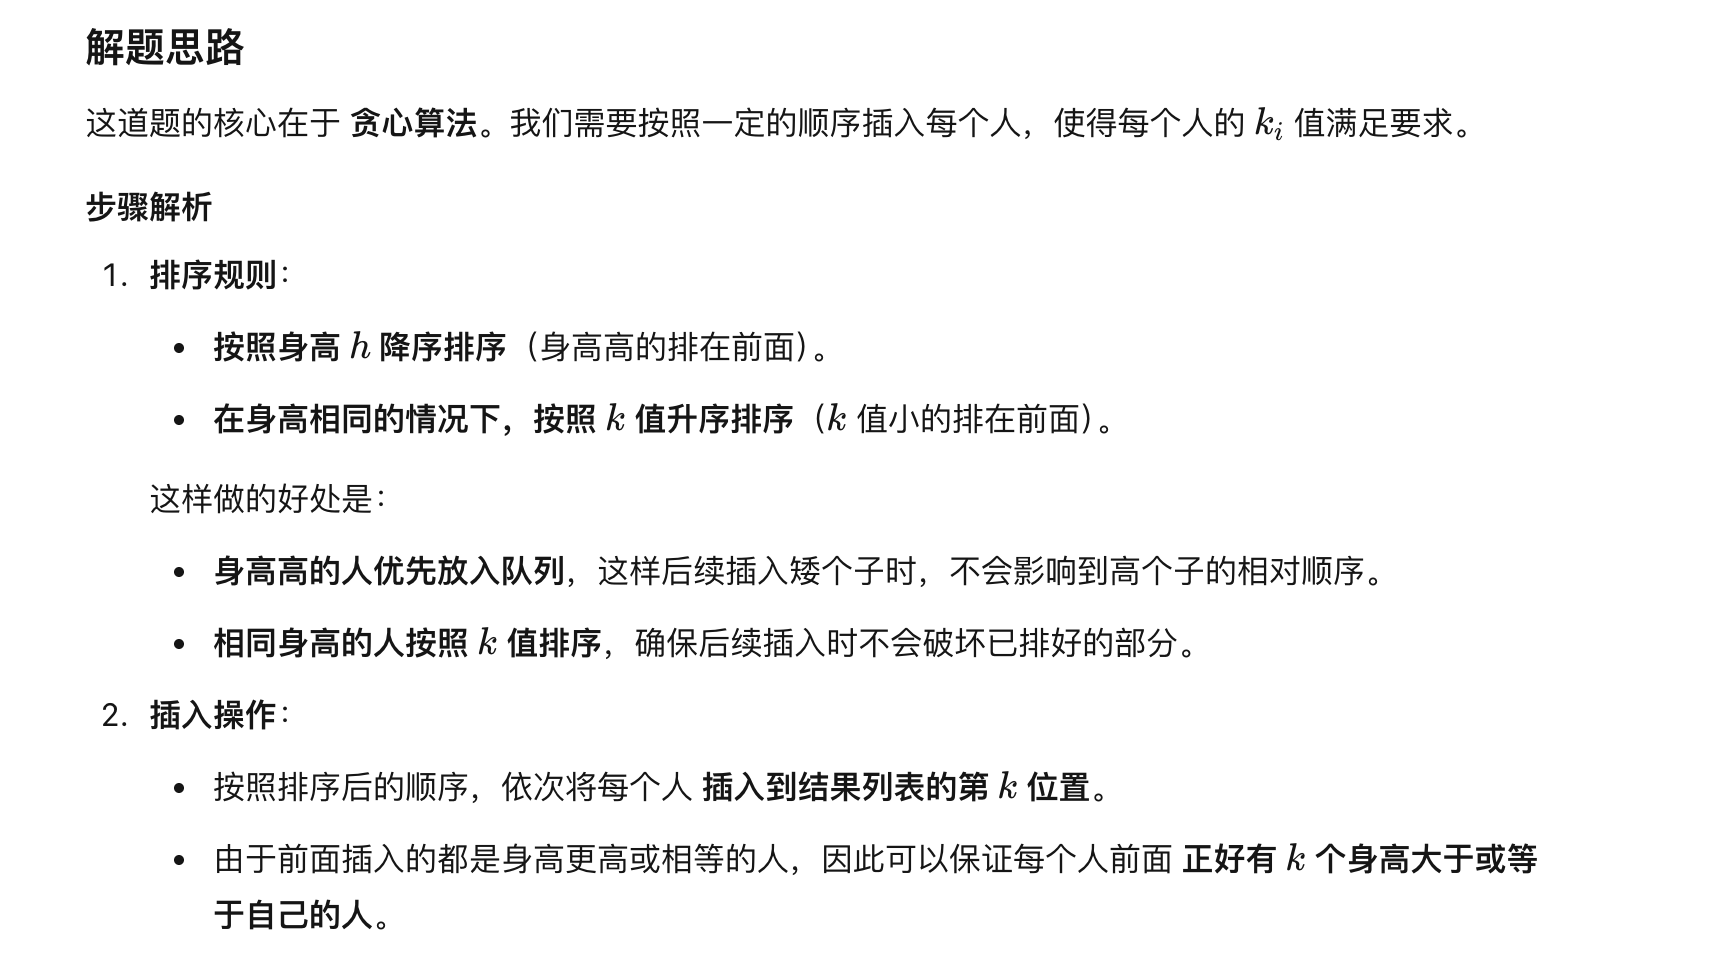 解题思路
这道题的核心在于 贪心算法。我们需要按照一定的顺序插入每个人，使得每个人的 k_i 值满足要求。
步骤解析
1. 排序规则：
• 按照身高 h 降序排序（身高高的排在前面）。
• 在身高相同的情况下，按照 k 值升序排序（k 值小的排在前面）。
这样做的好处是：
• 身高高的人优先放入队列，这样后续插入矮个子时，不会影响到高个子的相对顺序。
• 相同身高的人按照 k 值排序，确保后续插入时不会破坏已排好的部分。
2. 插入操作：
• 按照排序后的顺序，依次将每个人 插入到结果列表的第 k 位置。
• 由于前面插入的都是身高更高或相等的人，因此可以保证每个人前面 正好有 k 个身高大于或等
于自己的人。